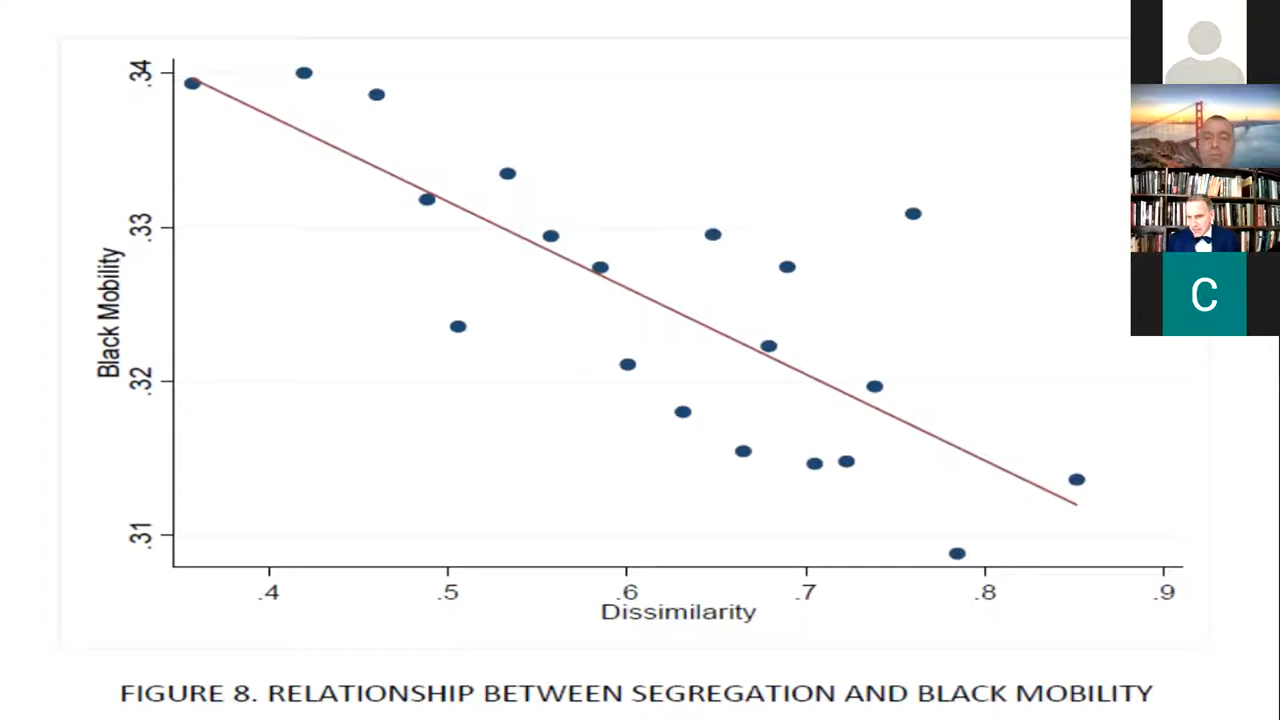 .34
.33
.32
.31
Black Mobility
.4 .5 .6 .7 .8 .9
Dissimilarity
FIGURE 8. RELATIONSHIP BETWEEN SEGREGATION AND BLACK MOBILITY
C